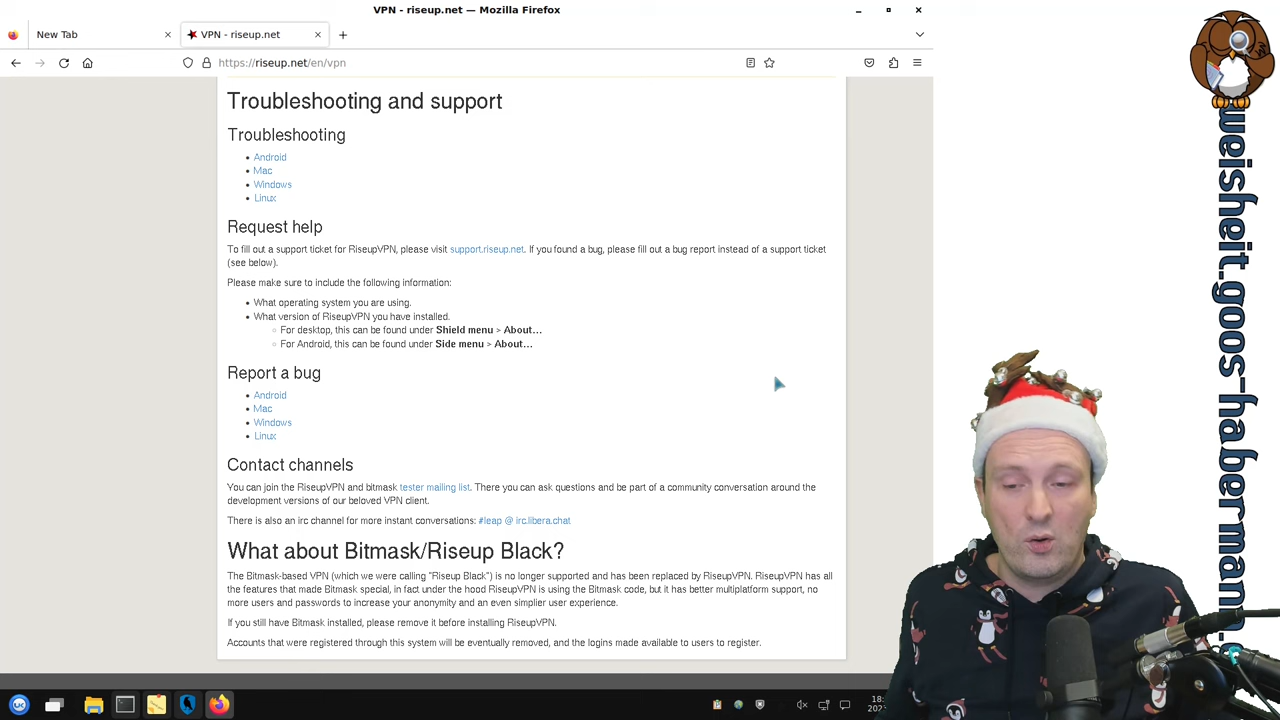 VPN - riseup.net — Mozilla Firefox
New Tab
VPN - riseup.net
https://riseup.net/en/vpn
Troubleshooting and support
Troubleshooting
Android
Mac
Windows
Linux
Request help
To fill out a support ticket for RiseupVPN, please visit support.riseup.net. If you found a bug, please fill out a bug report instead of a support ticket
(see below).
Please make sure to include the following information:
What operating system you are using.
What version of RiseupVPN you have installed.
For desktop, this can be found under Shield menu > About…
For Android, this can be found under Side menu > About…
Report a bug
Android
Mac
Windows
Linux
Contact channels
You can join the RiseupVPN and bitmask tester mailing list. There you can ask questions and be part of a community conversation around the
development versions of our beloved VPN client.
There is also an irc channel for more instant conversations: #leap @ irc.libera.chat
What about Bitmask/Riseup Black?
The Bitmask-based VPN (which we were calling "Riseup Black") is no longer supported and has been replaced by RiseupVPN. RiseupVPN has all
the features that made Bitmask special, in fact under the hood RiseupVPN is using the Bitmask code, but it has better multiplatform support, no
more users and passwords to increase your anonymity and an even simplier user experience.
If you still have Bitmask installed, please remove it before installing RiseupVPN.
Accounts that were registered through this system will be eventually removed, and the logins made available to users to register.